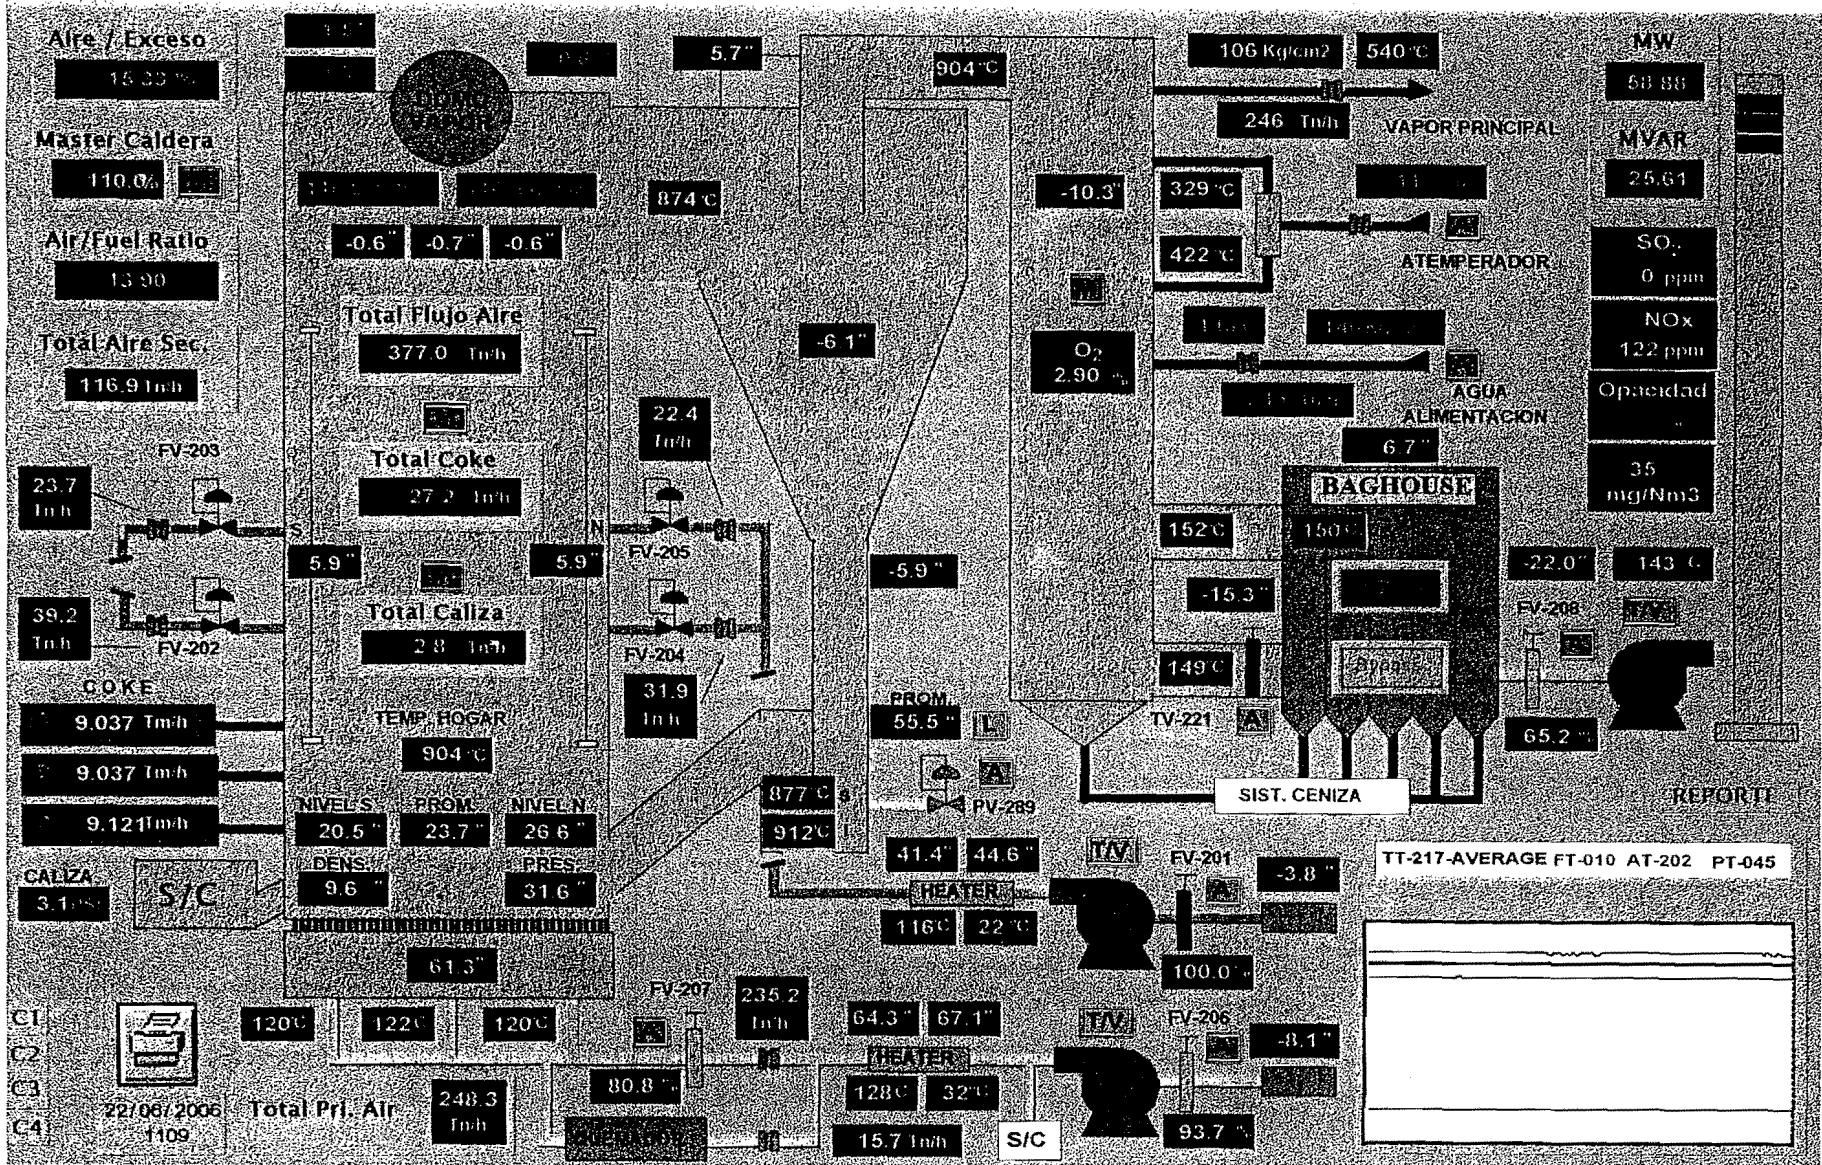 Aire / Exceso
Master Caldera
110.0%
Air/Fuel Ratio
13.90
Total Aire Sec.
116.9 Tn/h
DOMO
VAPOR
5.7"
904°C
874°C
-0.6" -0.7" -0.6"
Total Flujo Aire
377.0 Tn/h
Total Coke
27.2 Tn/h
Total Caliza
2.8 Tn/h
TEMP. HOGAR
904°C
FV-203
23.7
Tn/h
S
5.9"
39.2
Tn/h
FV-202
N
5.9"
22.4
Tn/h
FV-205
FV-204
31.9
Tn/h
COKE
9.037 Tm/h
9.037 Tm/h
9.121 Tm/h
CALIZA
3.1
S/C
NIVEL S PROM. NIVEL N
20.5" 23.7" 26.6"
DENS. PRES.
9.6" 31.6"
61.3"
120°C 122°C 120°C
C1
C2
C3
C4
22/06/2006
1109
Total Pri. Air
248.3
Tn/h
FV-207
235.2
Tn/h
80.8 %
QUEMADOR
64.3" 67.1"
HEATER
128°C 32°C
15.7 Tn/h
S/C
T/V
FV-206
-8.1"
93.7 %
-6.1"
-5.9"
PROM.
55.5" L
A
PV-289
877°C S
912°C I
41.4" 44.6"
HEATER
116°C 22°C
T/V
FV-201
A
-3.8"
100.0 %
106 Kg/cm2 540°C
246 Tn/h
VAPOR PRINCIPAL
-10.3"
329°C
422°C
ATEMPERADOR
O2
2.90 %
AGUA
ALIMENTACION
6.7"
BAGHOUSE
152°C 150°C
-15.3"
149°C
Bypass
TV-221 A
SIST. CENIZA
-22.0" 143°C
FV-208 T/V
65.2 %
MW
58.88
MVAR
25.61
SO2
0 ppm
NOx
122 ppm
Opacidad
35
mg/Nm3
REPORTE
TT-217-AVERAGE FT-010 AT-202 PT-045